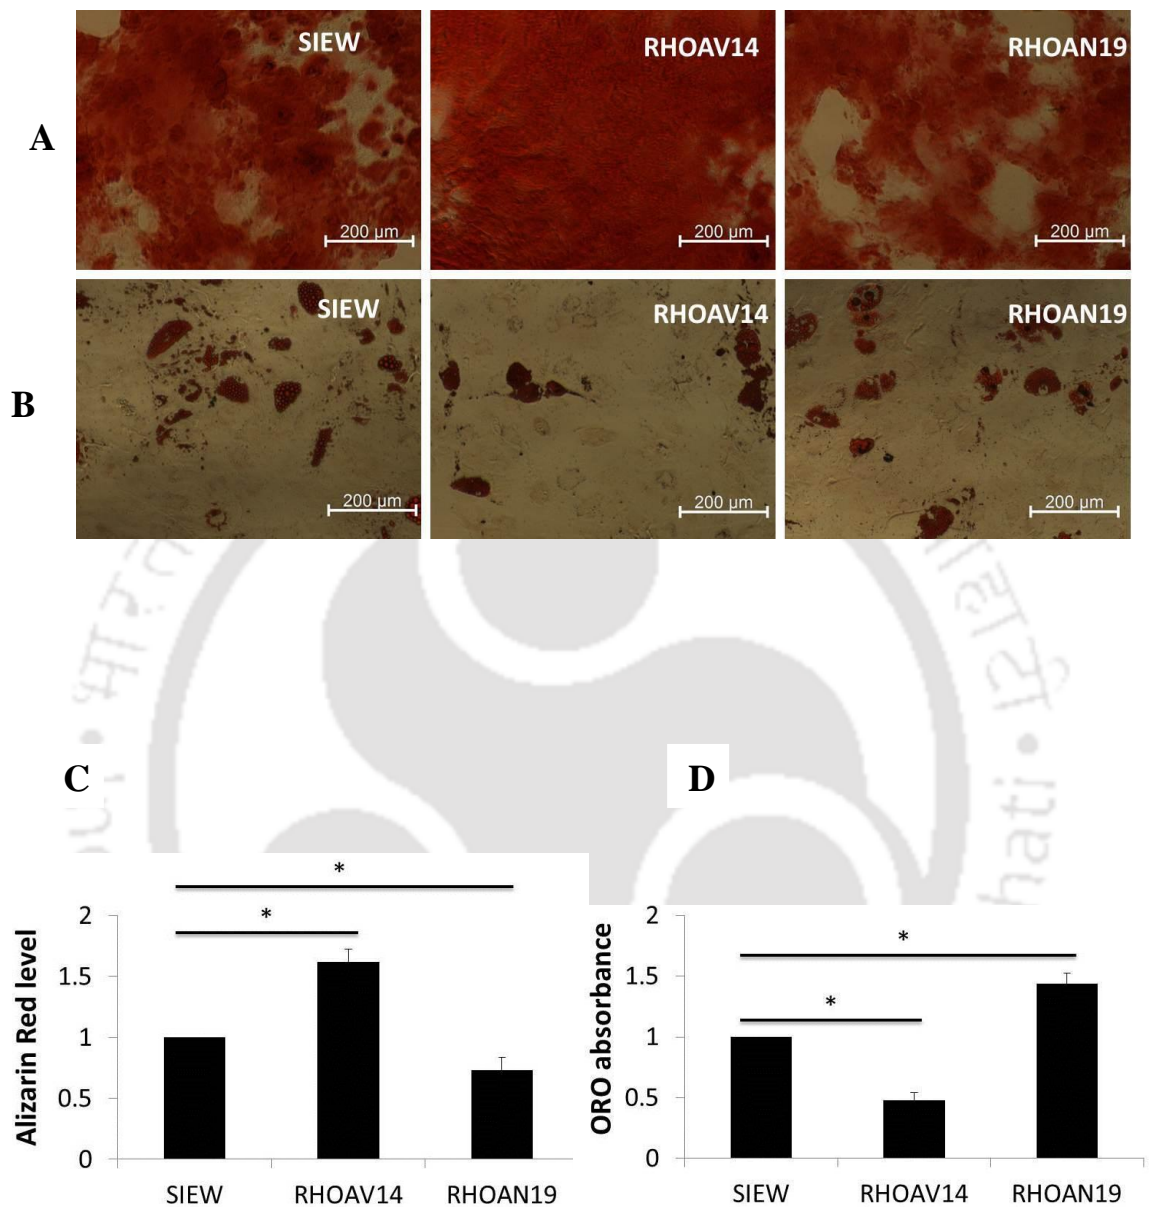 SIEW RHOAV14 RHOAN19
A
200 µm 200 µm 200 µm
SIEW RHOAV14 RHOAN19
B
200 µm 200 µm 200 µm
C D
*
*
Alizarin Red level
2
1.5
1
0.5
0
SIEW RHOAV14 RHOAN19
*
*
ORO absorbance
2
1.5
1
0.5
0
SIEW RHOAV14 RHOAN19
hati